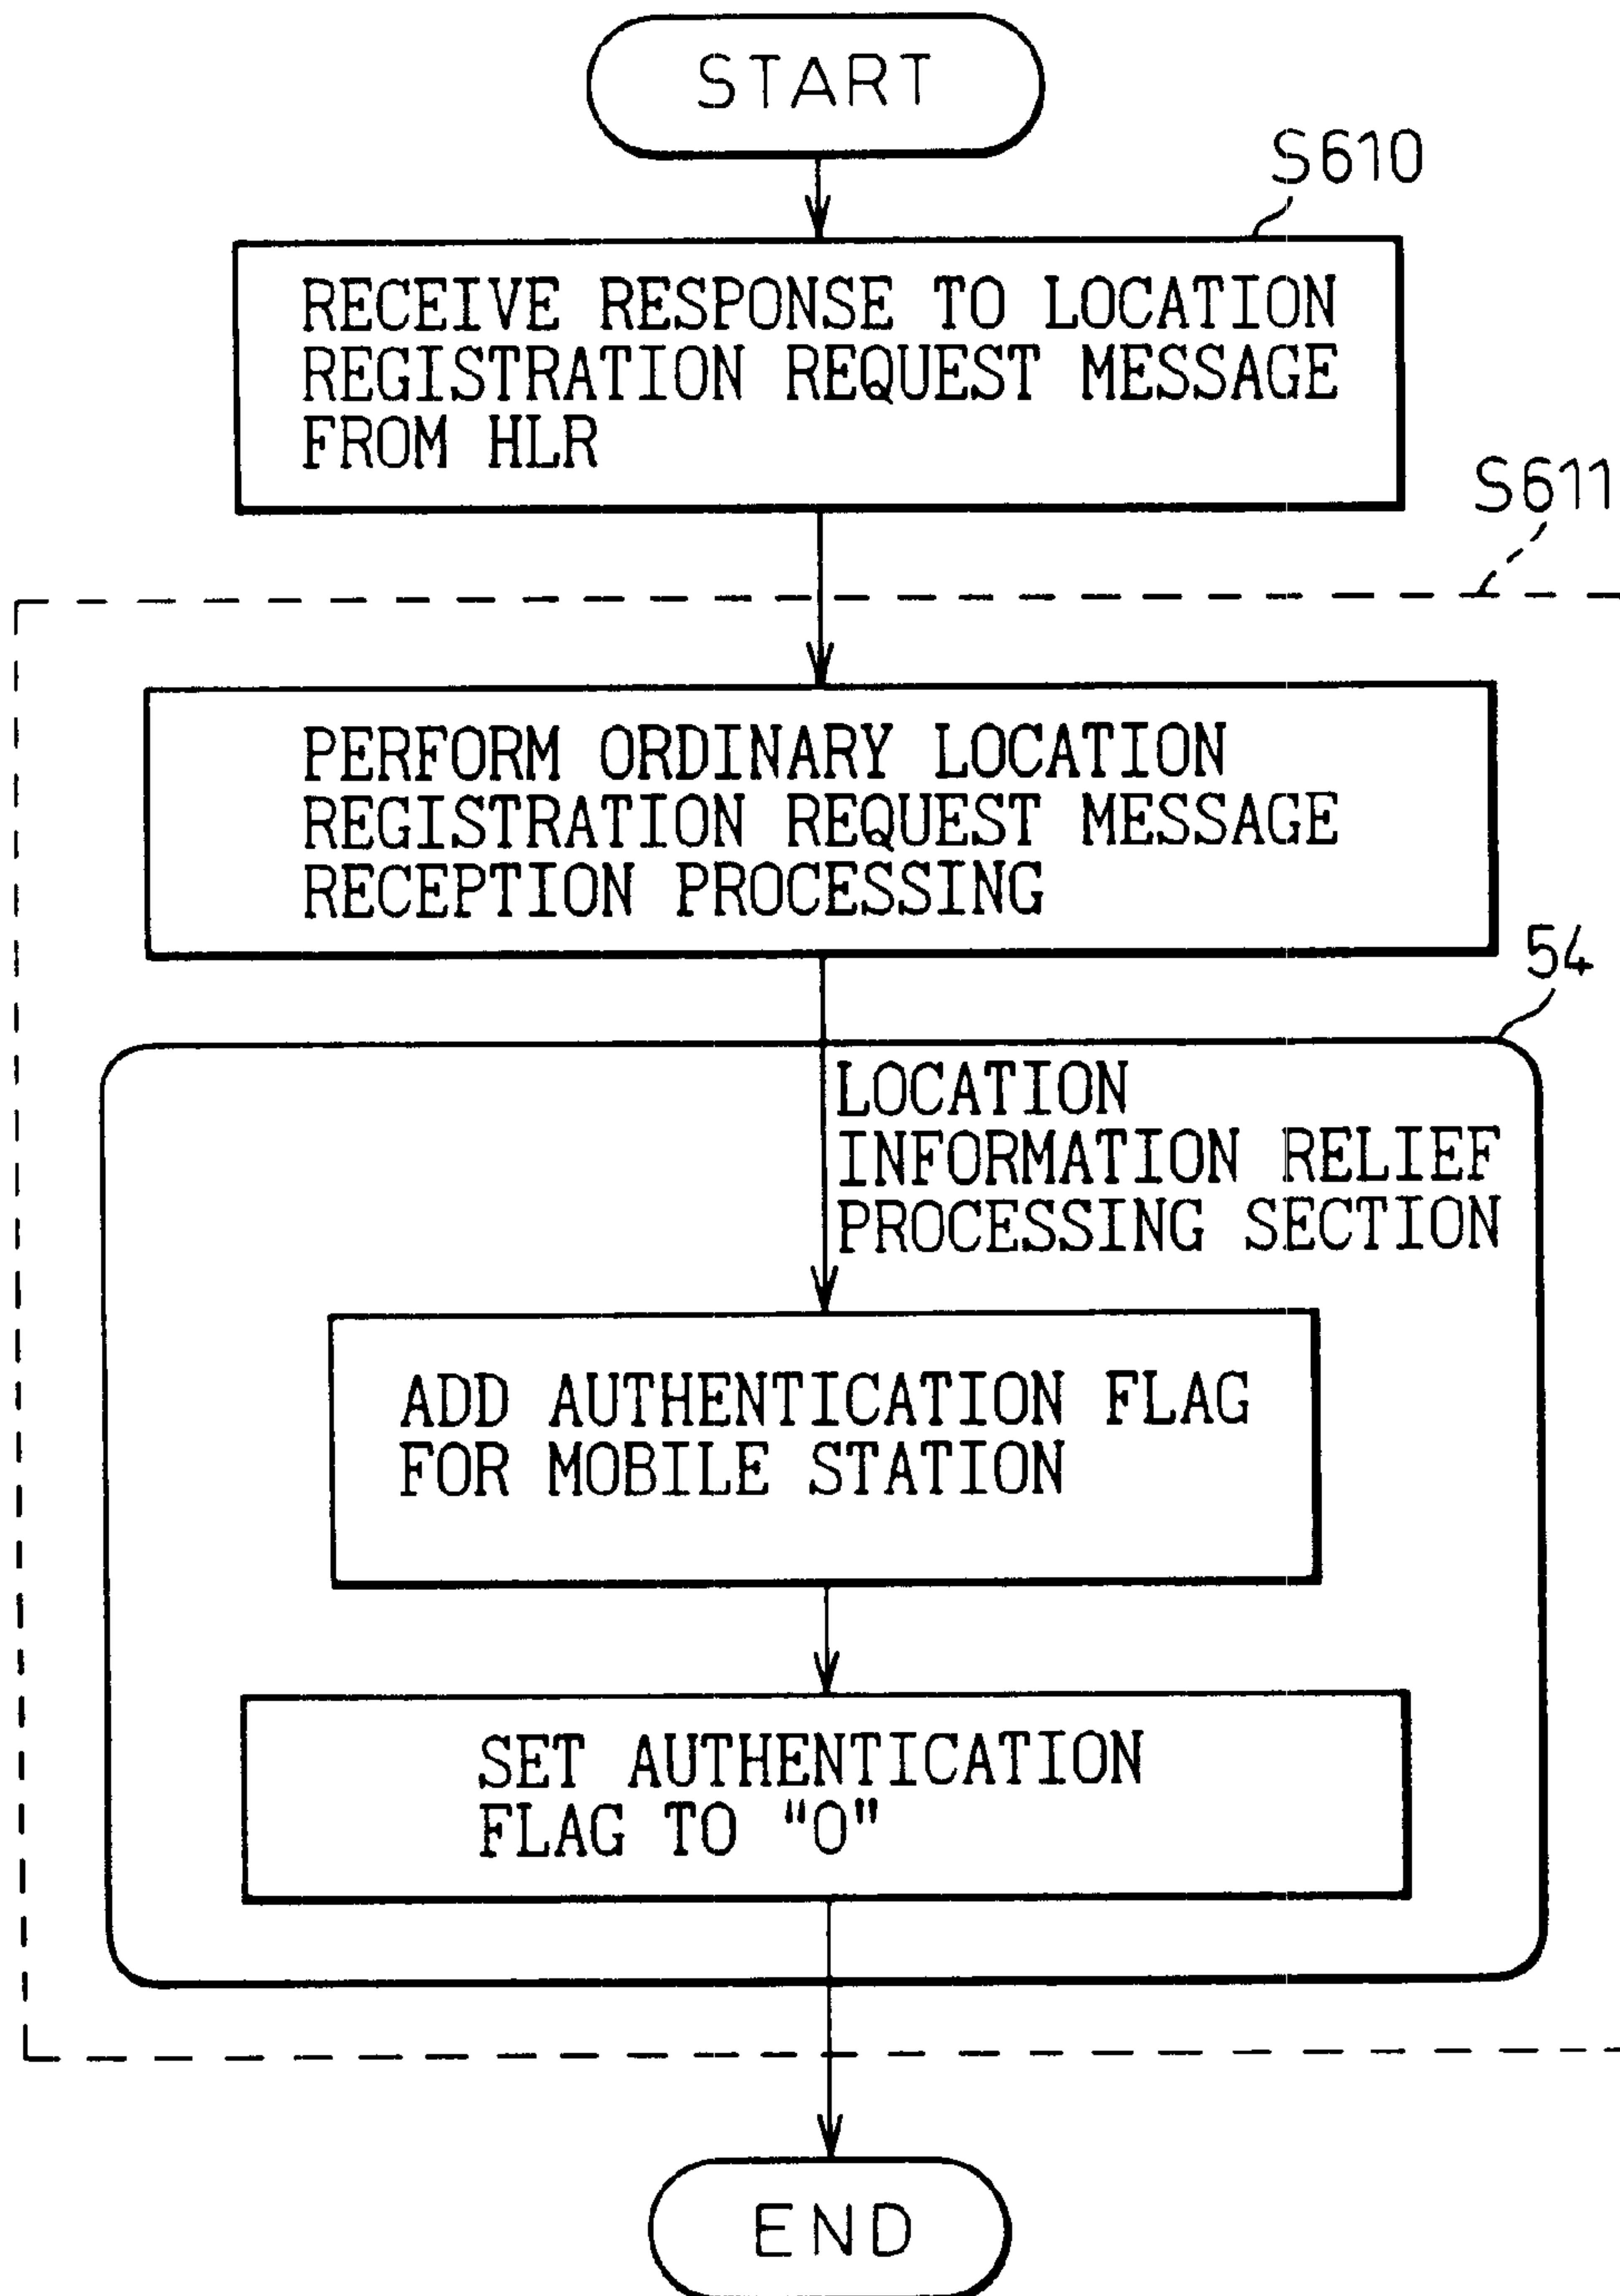 START
S610
RECEIVE RESPONSE TO LOCATION
REGISTRATION REQUEST MESSAGE
FROM HLR
S611
PERFORM ORDINARY LOCATION
REGISTRATION REQUEST MESSAGE
RECEPTION PROCESSING
54
LOCATION
INFORMATION RELIEF
PROCESSING SECTION
ADD AUTHENTICATION FLAG
FOR MOBILE STATION
SET AUTHENTICATION
FLAG TO “0”
END